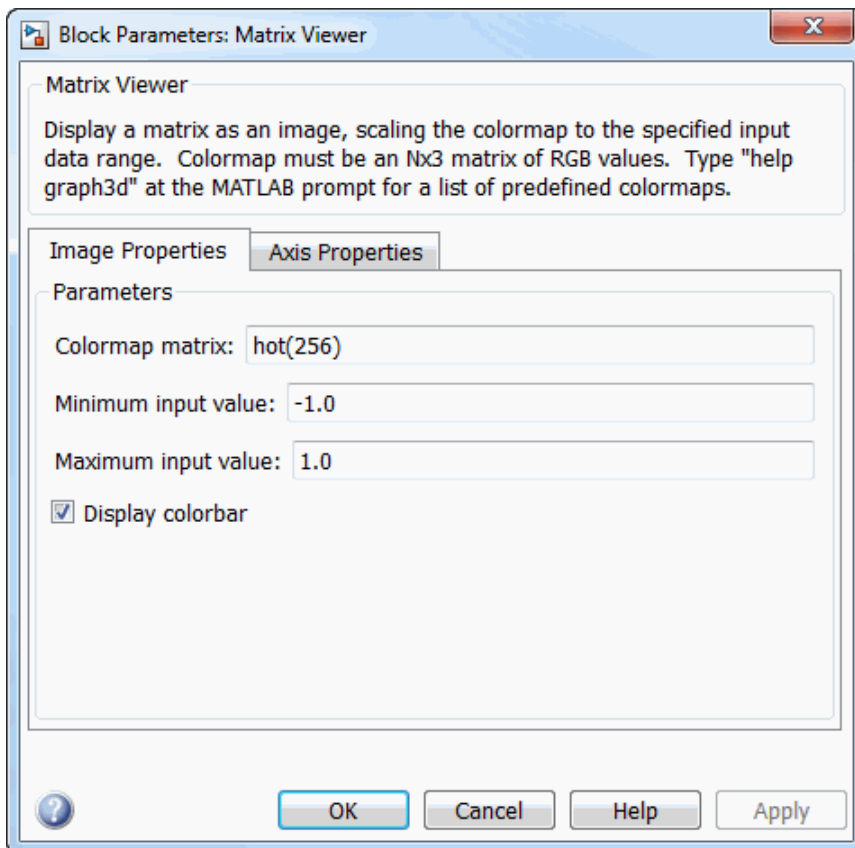 Block Parameters: Matrix Viewer
Matrix Viewer
Display a matrix as an image, scaling the colormap to the specified input
data range.  Colormap must be an Nx3 matrix of RGB values.  Type "help
graph3d" at the MATLAB prompt for a list of predefined colormaps.
Image Properties
Axis Properties
Parameters
Colormap matrix: hot(256)
Minimum input value: -1.0
Maximum input value: 1.0
Display colorbar
OK
Cancel
Help
Apply